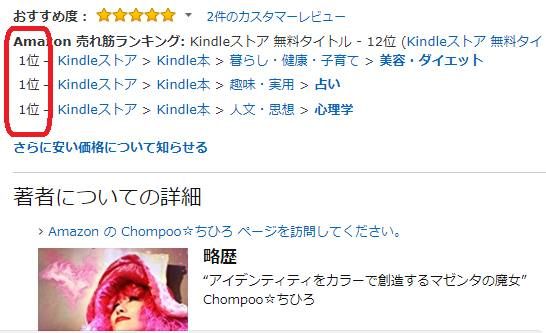 おすすめ度: 2件のカスタマーレビュー
Amazon 売れ筋ランキング: Kindleストア 無料タイトル - 12位 (Kindleストア 無料タイ
1位 – Kindleストア > Kindle本 > 暮らし・健康・子育て > 美容・ダイエット
1位 – Kindleストア > Kindle本 > 趣味・実用 > 占い
1位 – Kindleストア > Kindle本 > 人文・思想 > 心理学
さらに安い価格について知らせる
著者についての詳細
› Amazon の Chompoo☆ちひろ ページを訪問してください。
略歴
“アイデンティティをカラーで創造するマゼンタの魔女”
Chompoo☆ちひろ